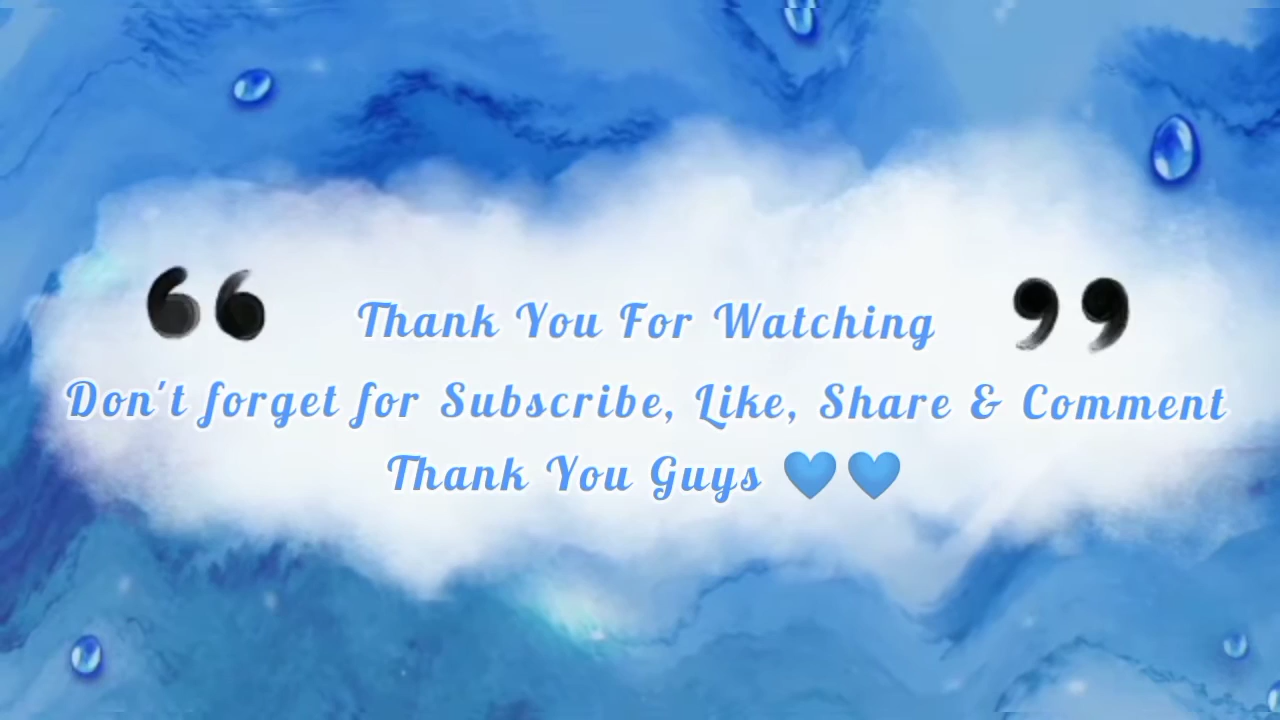 “ Thank You For Watching ”
Don't forget for Subscribe, Like, Share & Comment
Thank You Guys 💙💙